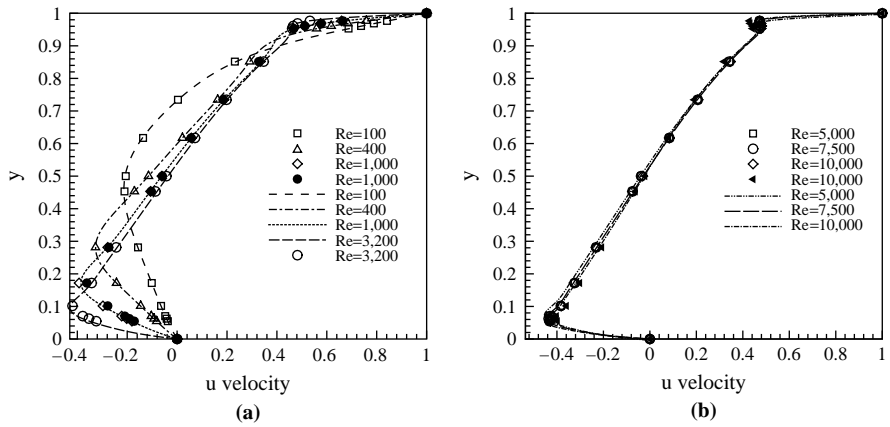 1
0.9
0.8
0.7
0.6
0.5
0.4
0.3
0.2
0.1
0
y
−0.4
−0.2
0
0.2
0.4
0.6
0.8
1
u velocity
(a)
Re=100
Re=400
Re=1,000
Re=1,000
Re=100
Re=400
Re=1,000
Re=3,200
Re=3,200
1
0.9
0.8
0.7
0.6
0.5
0.4
0.3
0.2
0.1
0
y
−0.4
−0.2
0
0.2
0.4
0.6
0.8
1
u velocity
(b)
Re=5,000
Re=7,500
Re=10,000
Re=10,000
Re=5,000
Re=7,500
Re=10,000